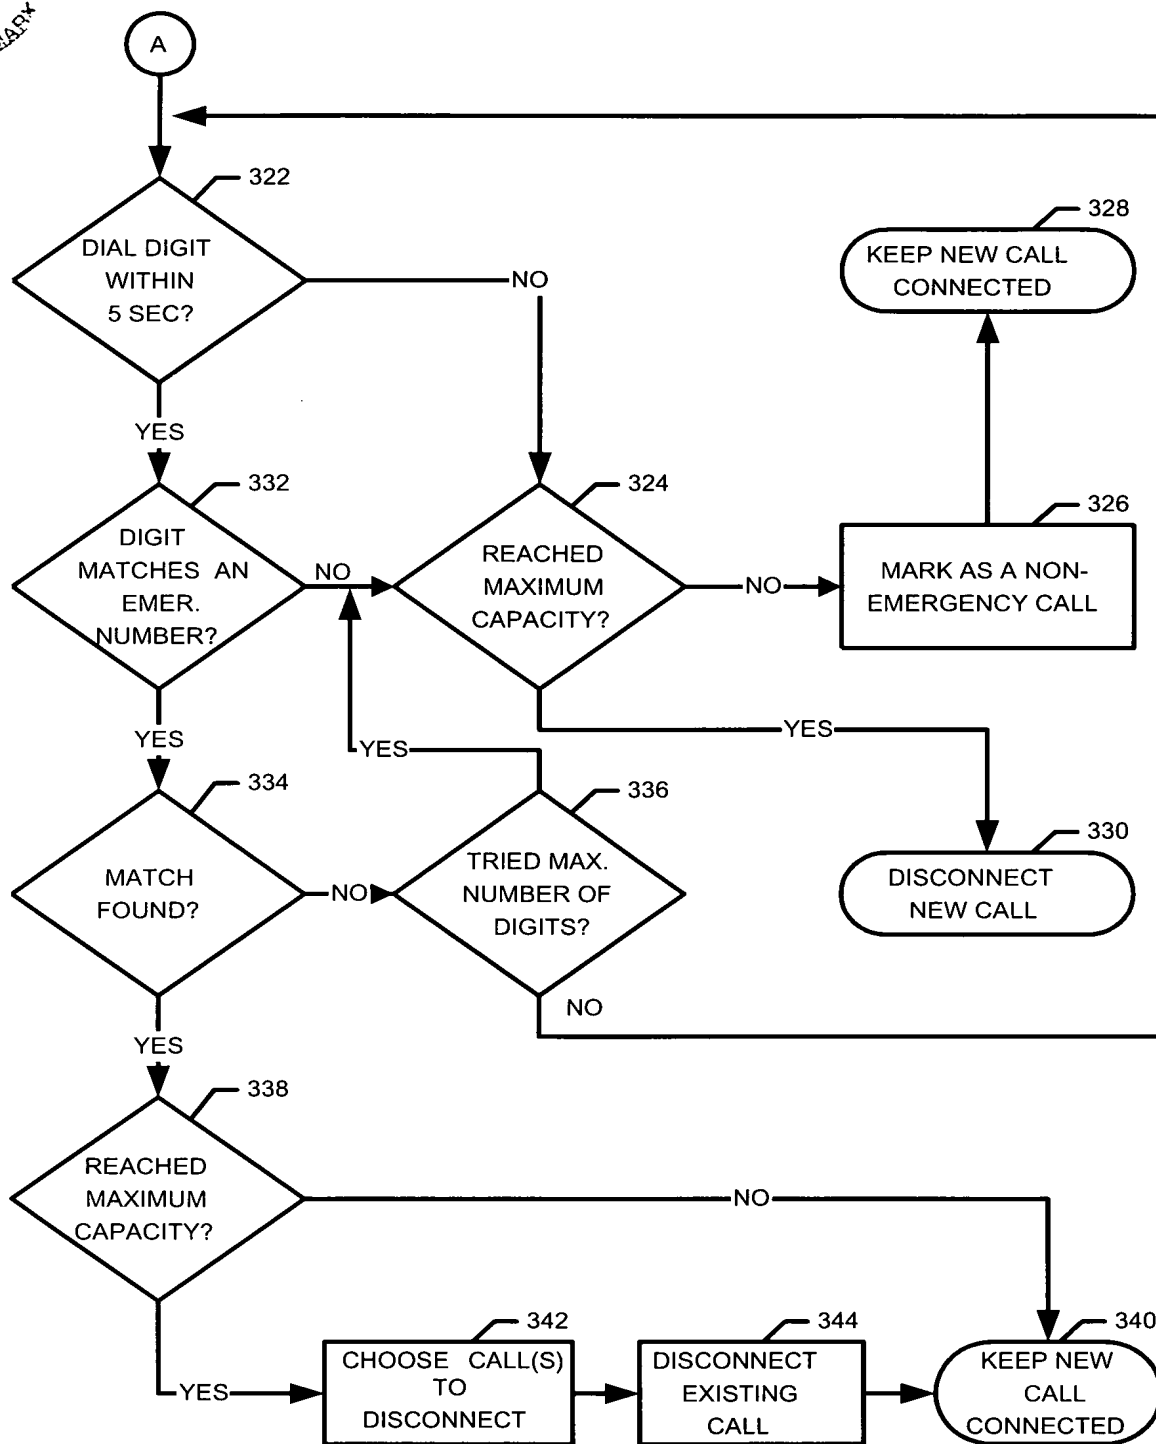 A
322
DIAL DIGIT
WITHIN
5 SEC?
NO
328
KEEP NEW CALL
CONNECTED
YES
332
DIGIT
MATCHES AN
EMER.
NUMBER?
NO
324
REACHED
MAXIMUM
CAPACITY?
NO
326
MARK AS A NON-
EMERGENCY CALL
YES
YES
YES
334
MATCH
FOUND?
NO
336
TRIED MAX.
NUMBER OF
DIGITS?
330
DISCONNECT
NEW CALL
NO
YES
338
REACHED
MAXIMUM
CAPACITY?
NO
YES
342
CHOOSE CALL(S)
TO
DISCONNECT
344
DISCONNECT
EXISTING
CALL
340
KEEP NEW
CALL
CONNECTED